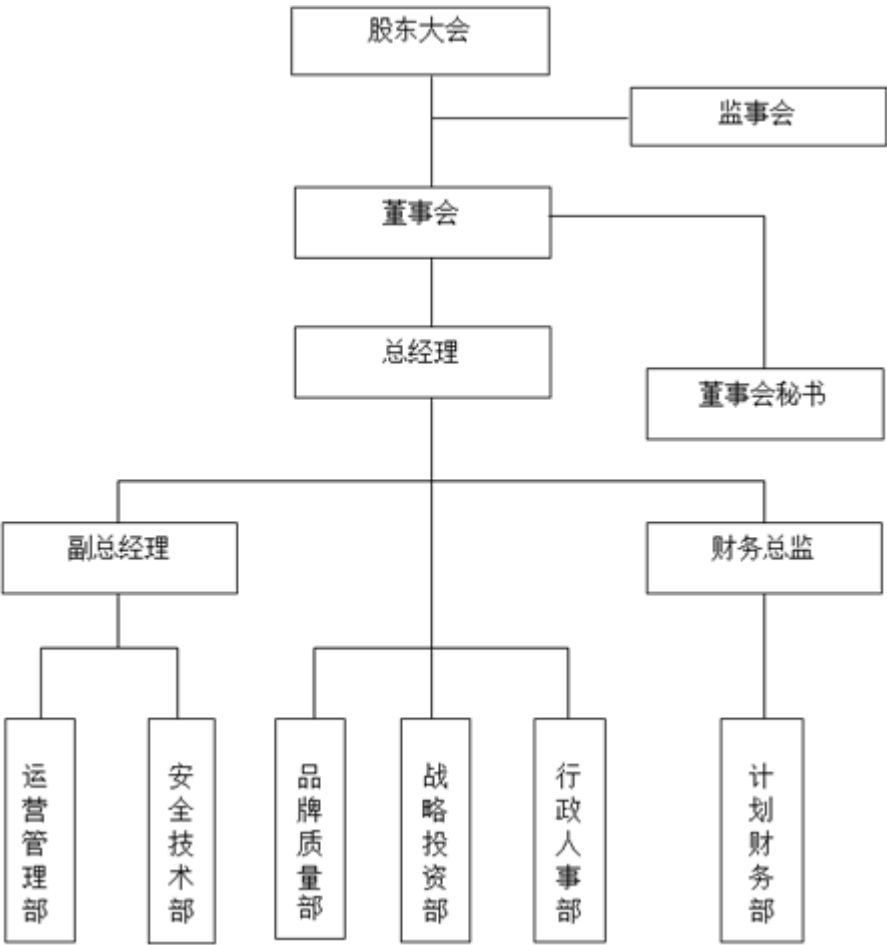 股东大会
监事会
董事会
总经理
董事会秘书
副总经理
财务总监
运营管理部
安全技术部
品牌质量部
战略投资部
行政人事部
计划财务部